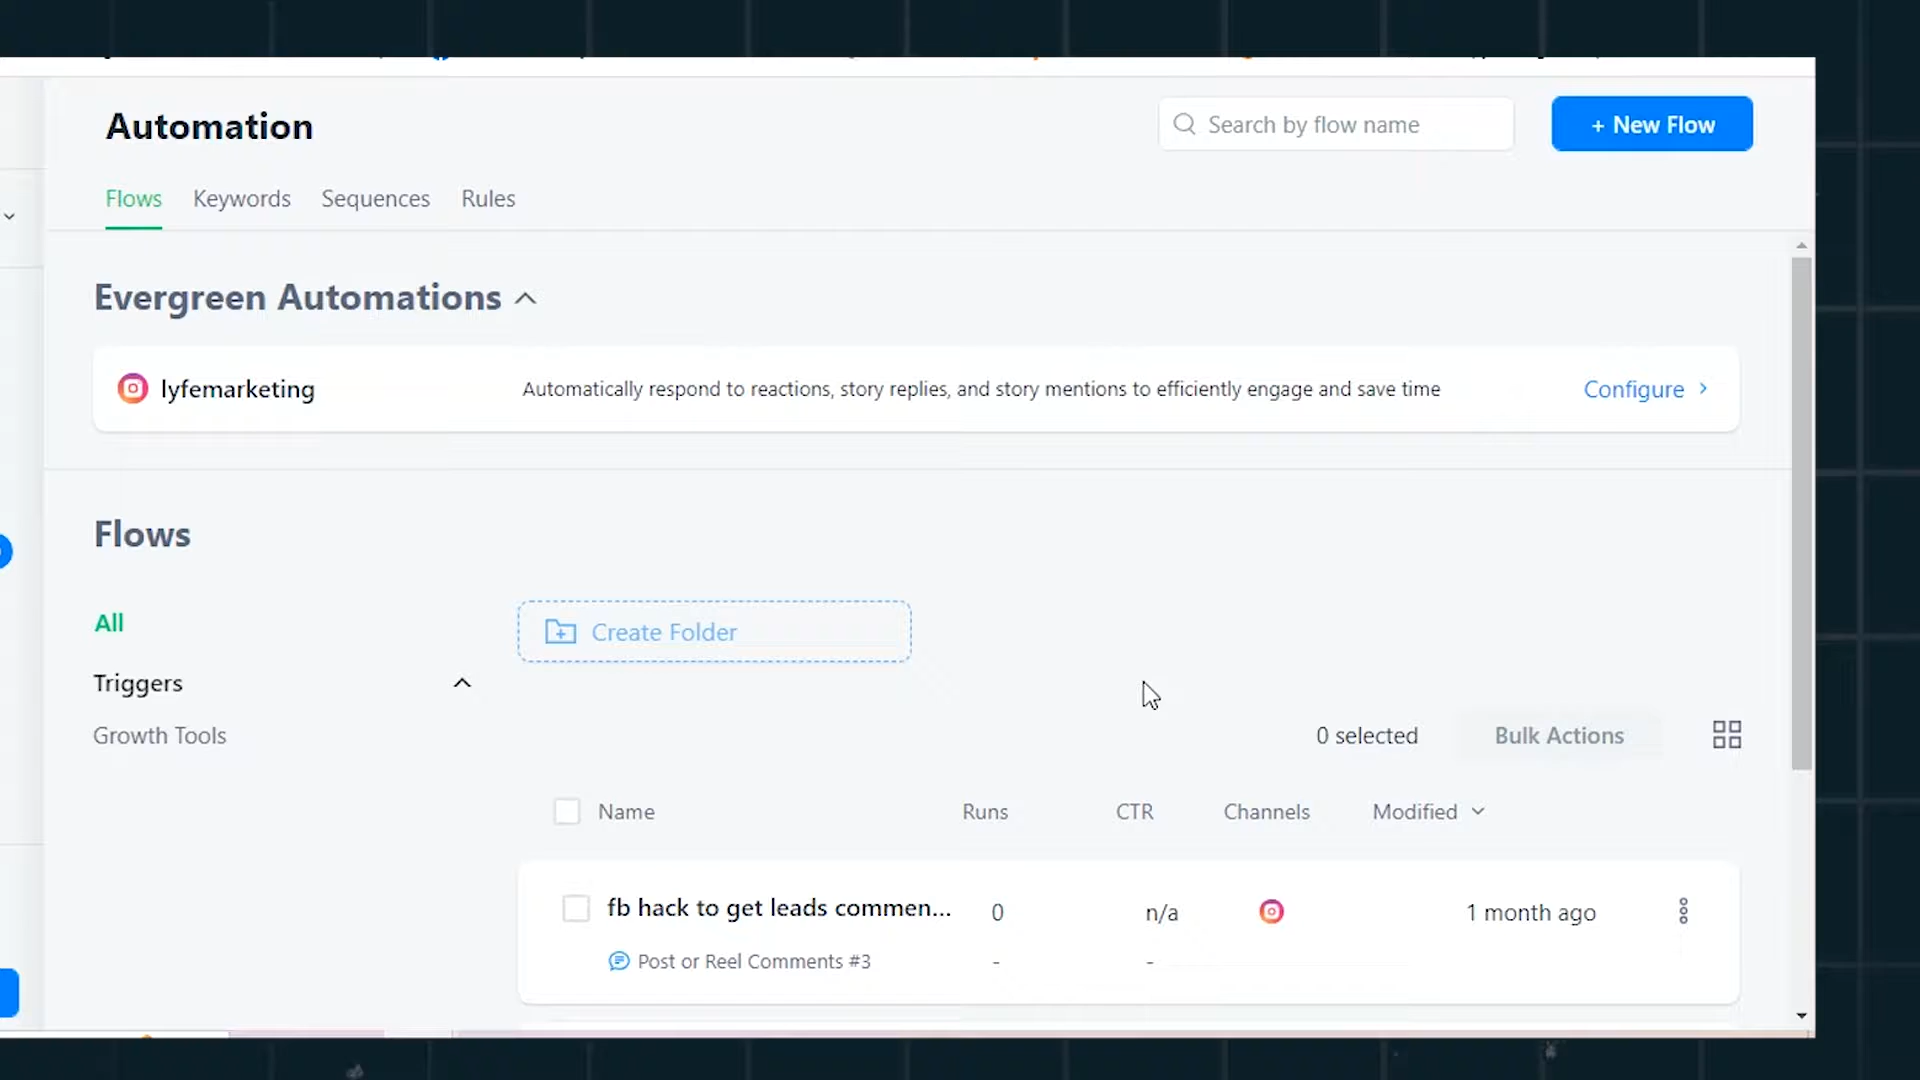 Automation
Search by flow name
+ New Flow
Flows Keywords Sequences Rules
Evergreen Automations
lyfemarketing
Automatically respond to reactions, story replies, and story mentions to efficiently engage and save time
Configure
Flows
All
Create Folder
Triggers
Growth Tools
0 selected
Bulk Actions
Name Runs CTR Channels Modified
fb hack to get leads commen... 0 n/a 1 month ago
Post or Reel Comments #3 - -